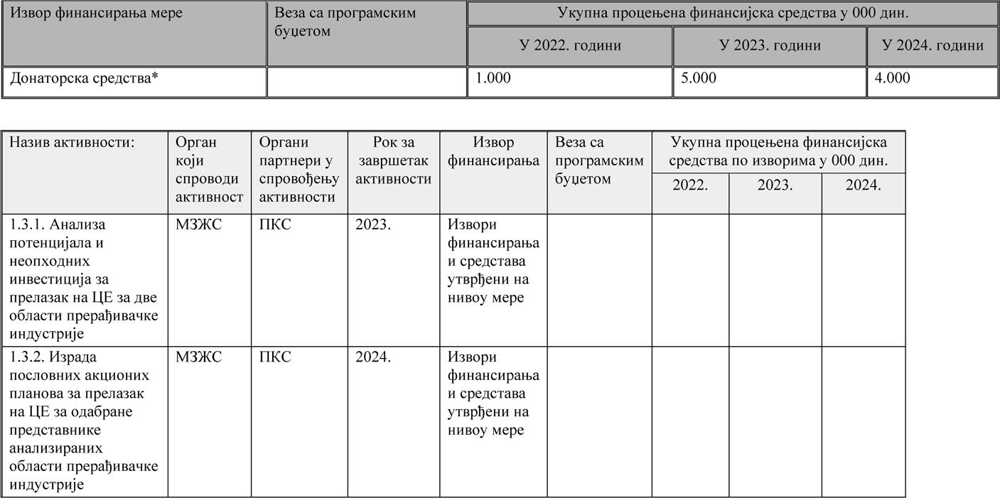 Извор финансирања мере
Веза са програмским
буџетом
Укупна процењена финансијска средства у 000 дин.
У 2022. години
У 2023. години
У 2024. години
Донаторска средства*
1.000
5.000
4.000
Назив активности:
Орган
који
спроводи
активност
Органи
партнери у
спровођењу
активности
Рок за
завршетак
активности
Извор
финансирања
Веза са
програмским
буџетом
Укупна процењена финансијска
средства по изворима у 000 дин.
2022.
2023.
2024.
1.3.1. Анализа
потенцијала и
неопходних
инвестиција за
прелазак на ЦЕ за две
области прерађивачке
индустрије
МЗЖС
ПКС
2023.
Извори
финансирања
и средстава
утврђени на
нивоу мере
1.3.2. Израда
пословних акционих
планова за прелазак
на ЦЕ за одабране
представнике
анализираних
области прерађивачке
индустрије
МЗЖС
ПКС
2024.
Извори
финансирања
и средстава
утврђени на
нивоу мере